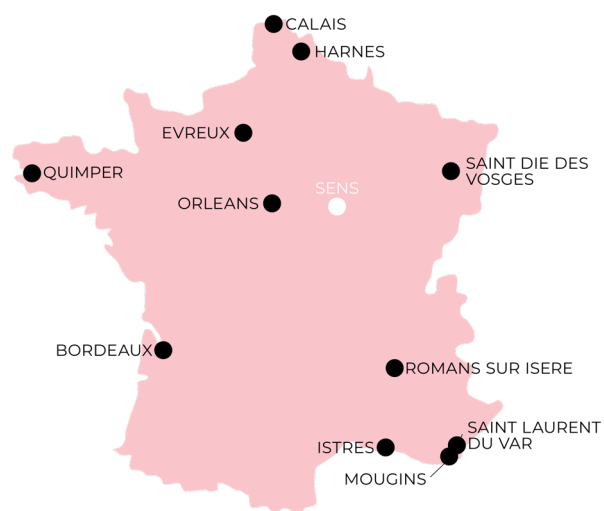 CALAIS
HARNES
EVREUX
SAINT DIE DES
VOSGES
QUIMPER
SENS
ORLEANS
BORDEAUX
ROMANS SUR ISERE
SAINT LAURENT
DU VAR
ISTRES
MOUGINS